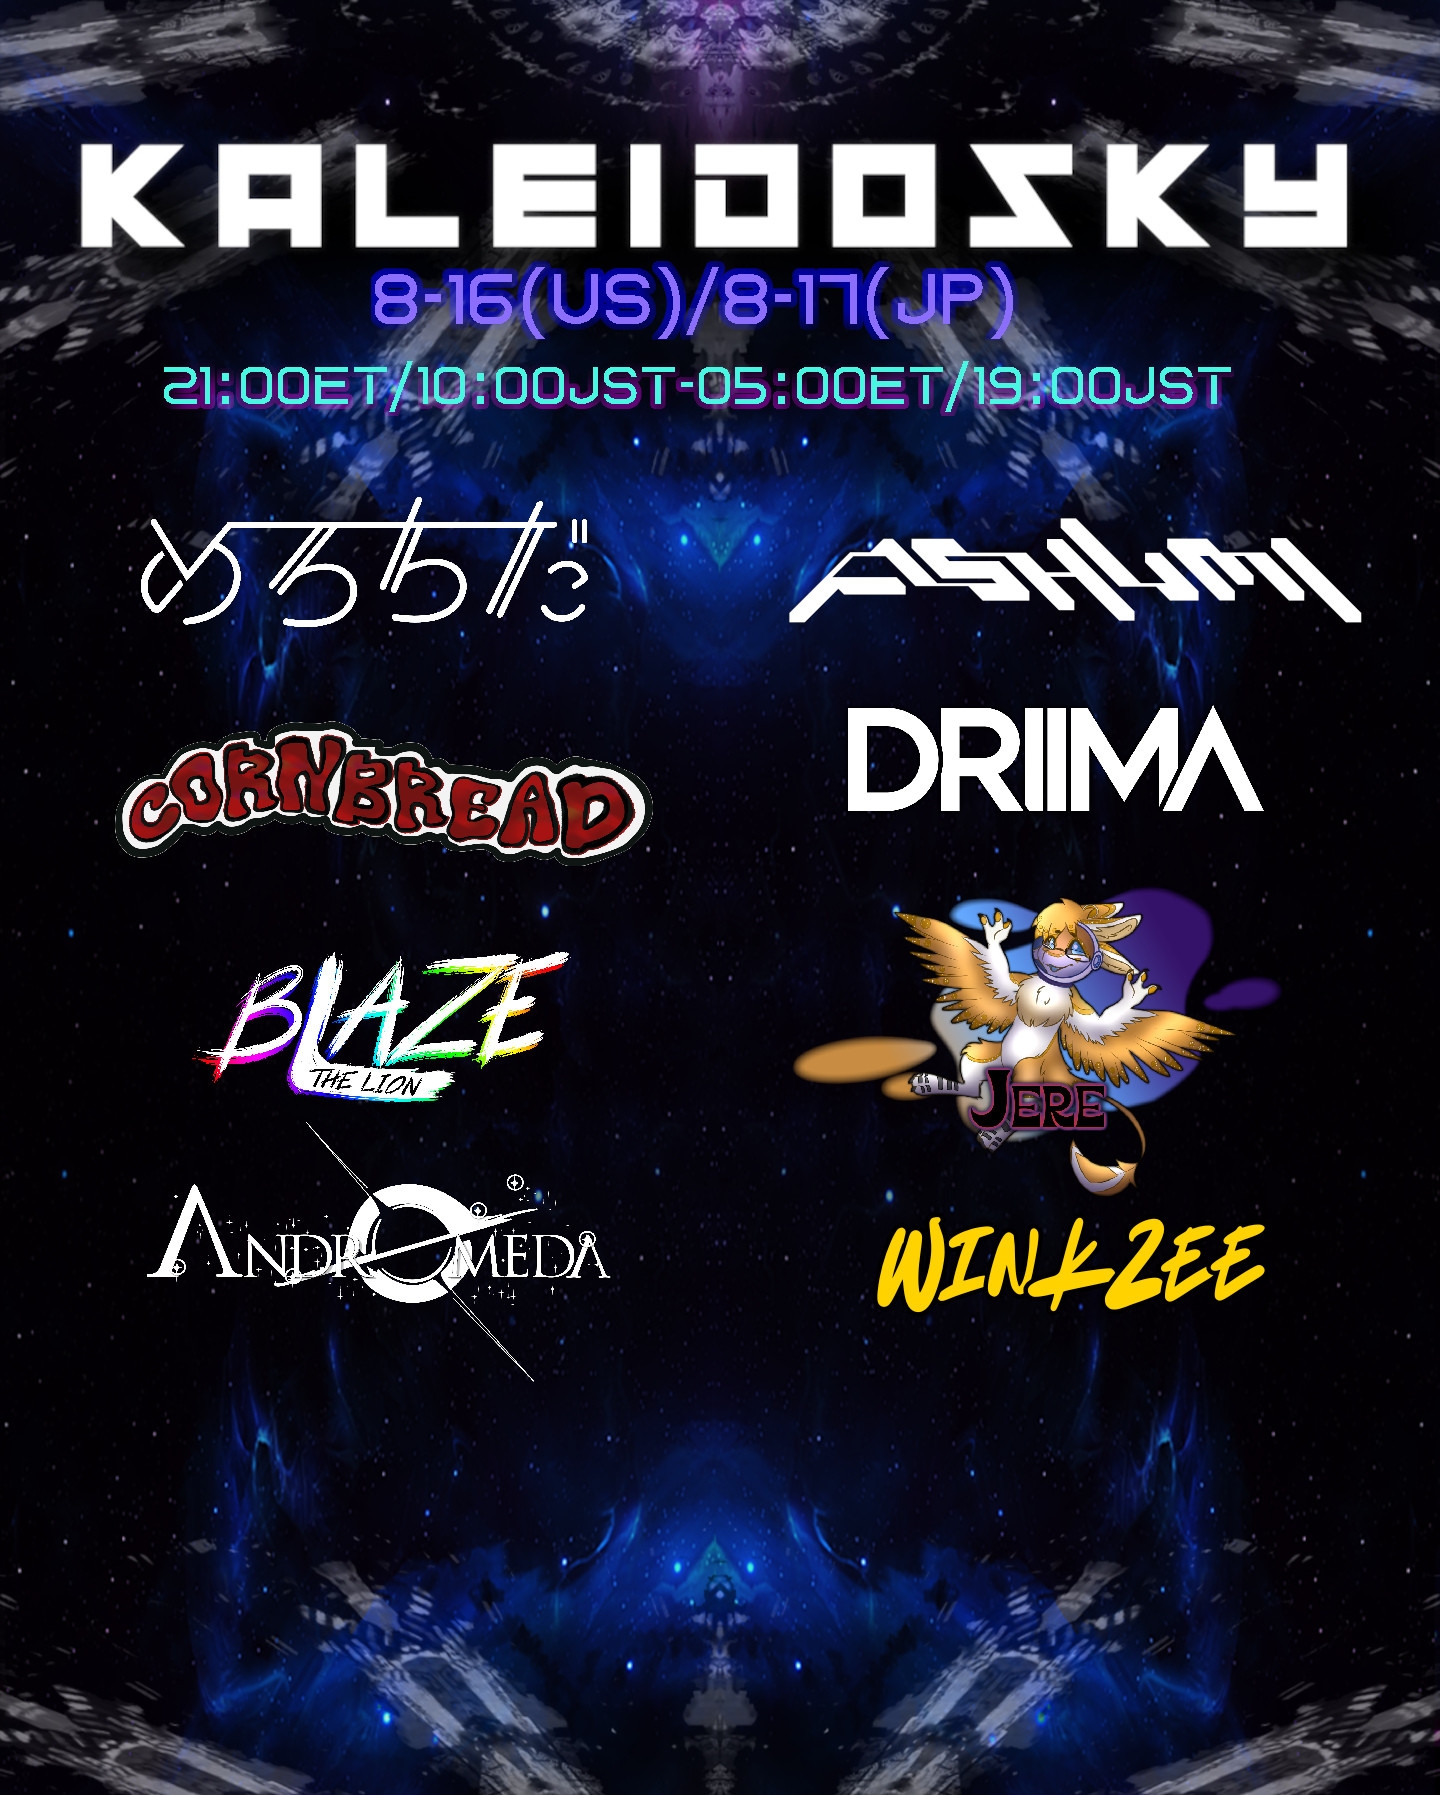 KALEIDOSKY
8-16(US)/8-17(JP)
21:00ET/10:00JST-05:00ET/19:00JST
めろちだ
ASHUMI
CORNBREAD
DRIIMA
BLAZE
THE LION
JERE
ANDROMEDA
WINKZEE